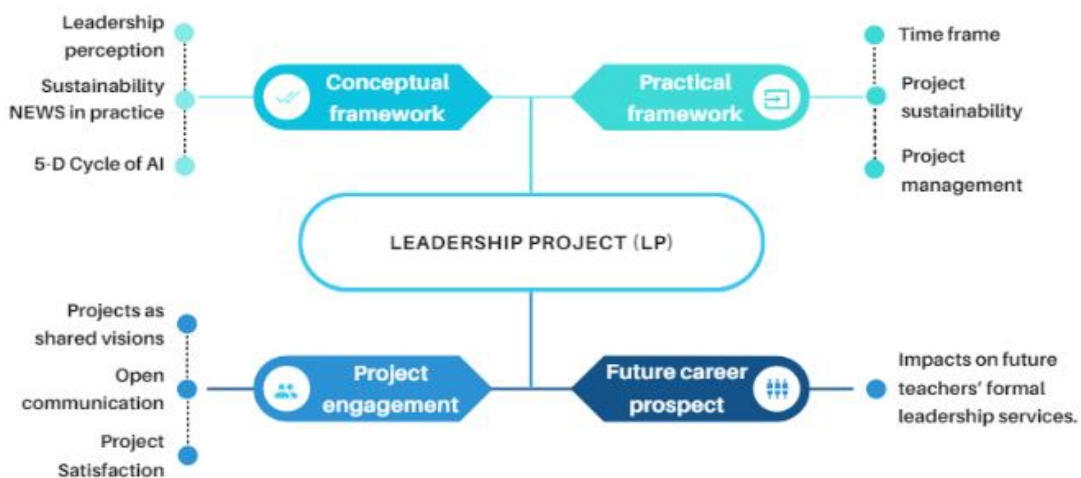 Leadership
perception
Sustainability
NEWS in practice
5-D Cycle of AI
Conceptual
framework
Practical
framework
Time frame
Project
sustainability
Project
management
LEADERSHIP PROJECT (LP)
Projects as
shared visions
Open
communication
Project
Satisfaction
Project
engagement
Future career
prospect
Impacts on future
teachers' formal
leadership services.